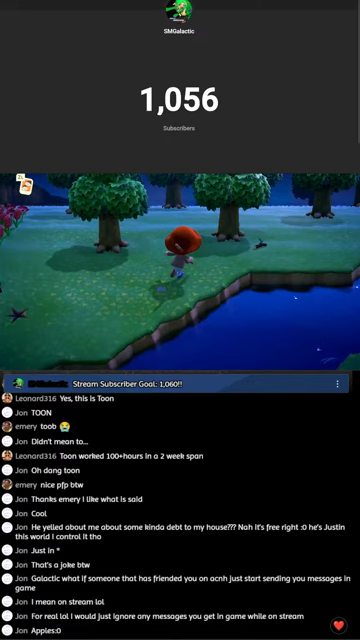 SMGalactic
1,056
Subscribers
ZL
SMGalactic Stream Subscriber Goal: 1,060!!
Leonard316 Yes, this is Toon
Jon TOON
emery toob 😭
Jon Didn't mean to...
Leonard316 Toon worked 100+hours in a 2 week span
Jon Oh dang toon
emery nice pfp btw
Jon Thanks emery I like what is said
Jon Cool
Jon He yelled about me about some kinda debt to my house??? Nah it's free right :0 he's Justin
this world I control it tho
Jon Just in *
Jon That's a joke btw
Jon Galactic what if someone that has friended you on acnh just start sending you messages in
game
Jon I mean on stream lol
Jon For real lol I would just ignore any messages you get in game while on stream
Jon Apples:0